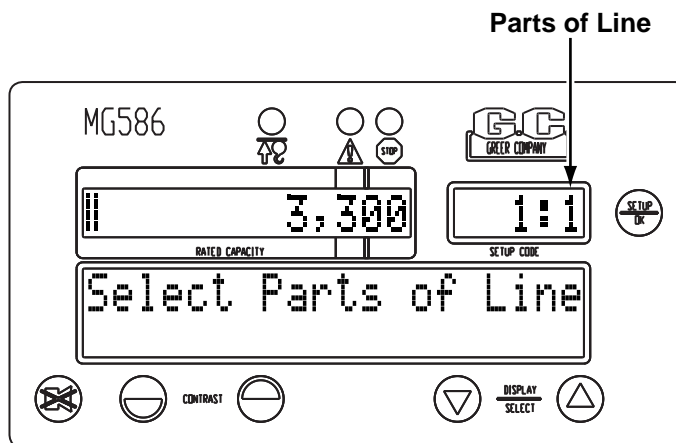 Parts of Line
MG586
STOP
G.C
GREER COMPANY
3,300
1:1
RATED CAPACITY
SETUP CODE
SETUP
OK
Select Parts of Line
CONTRAST
DISPLAY
SELECT